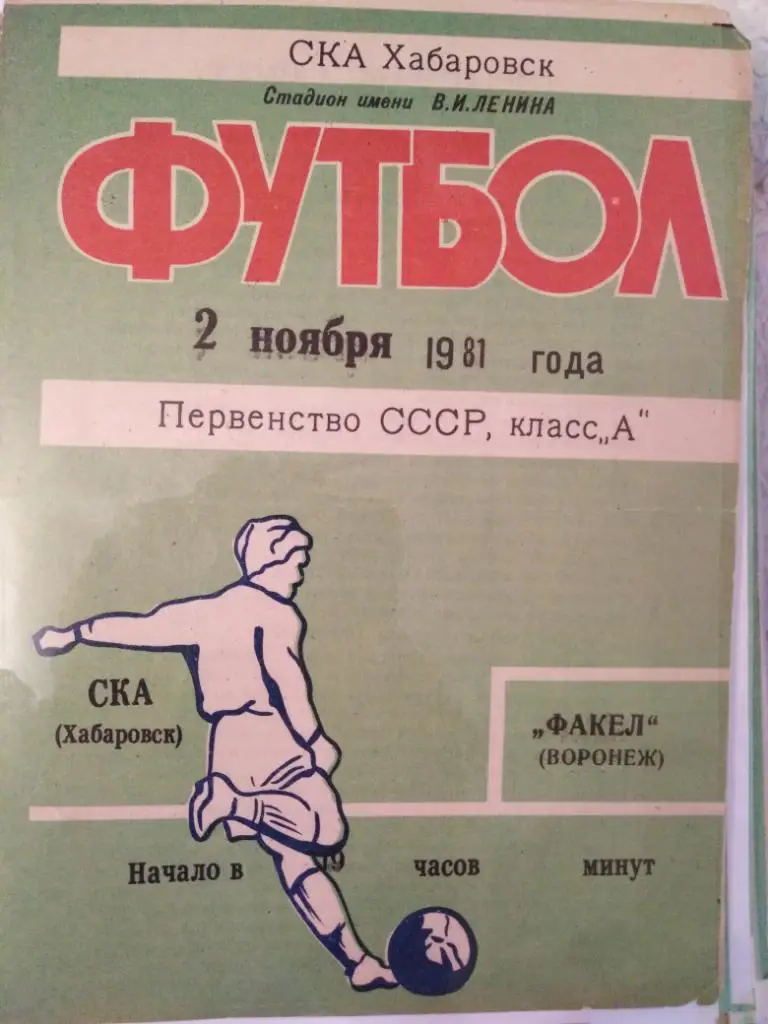 СКА Хабаровск
Стадион имени В.И.ЛЕНИНА
ФУТБОЛ
2 ноября 1981 года
Первенство СССР, класс„А“
СКА
(Хабаровск)
„ФАКЕЛ“
(ВОРОНЕЖ)
Начало в 19 часов минут